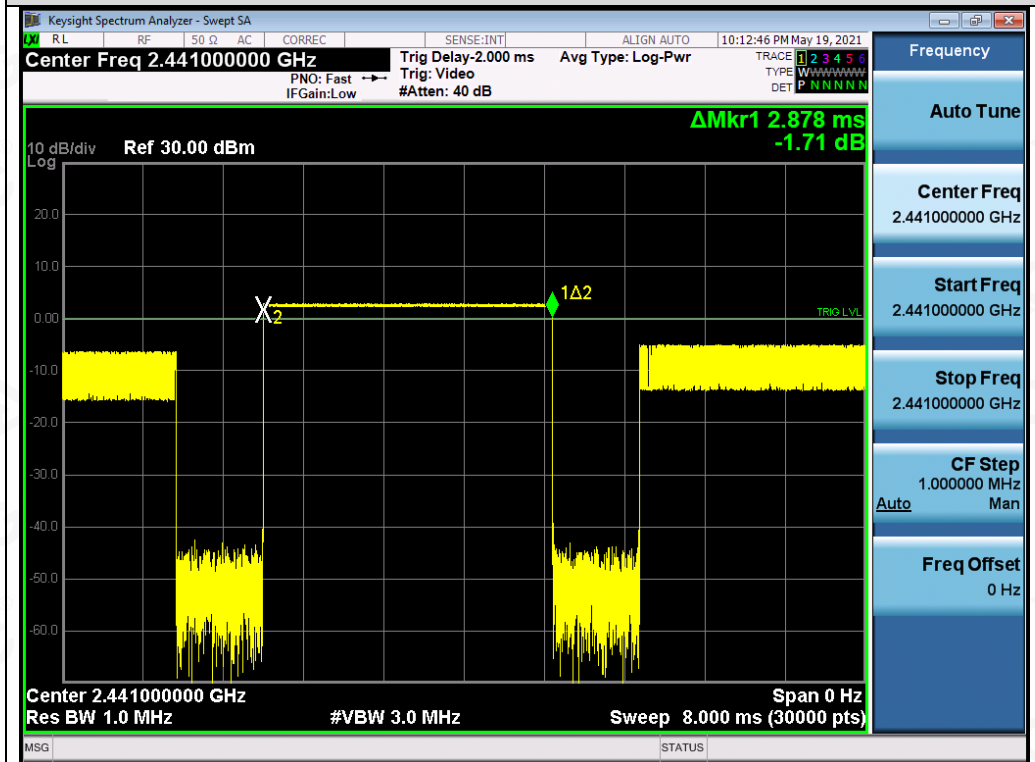 Keysight Spectrum Analyzer - Swept SA
LXI RL RF 50 Ω AC CORREC SENSE:INT ALIGN AUTO 10:12:46 PM May 19, 2021
Center Freq 2.441000000 GHz Trig Delay-2.000 ms Avg Type: Log-Pwr TRACE 1 2 3 4 5 6
PNO: Fast Trig: Video TYPE WWWWWW
IFGain:Low #Atten: 40 dB DET P N N N N N
Frequency
ΔMkr1 2.878 ms
-1.71 dB
10 dB/div Ref 30.00 dBm
Log
20.0
10.0
0.00
-10.0
-20.0
-30.0
-40.0
-50.0
-60.0
X2
1Δ2
TRIG LVL
Center 2.441000000 GHz Span 0 Hz
Res BW 1.0 MHz #VBW 3.0 MHz Sweep 8.000 ms (30000 pts)
MSG STATUS
Auto Tune
Center Freq
2.441000000 GHz
Start Freq
2.441000000 GHz
Stop Freq
2.441000000 GHz
CF Step
1.000000 MHz
Auto Man
Freq Offset
0 Hz